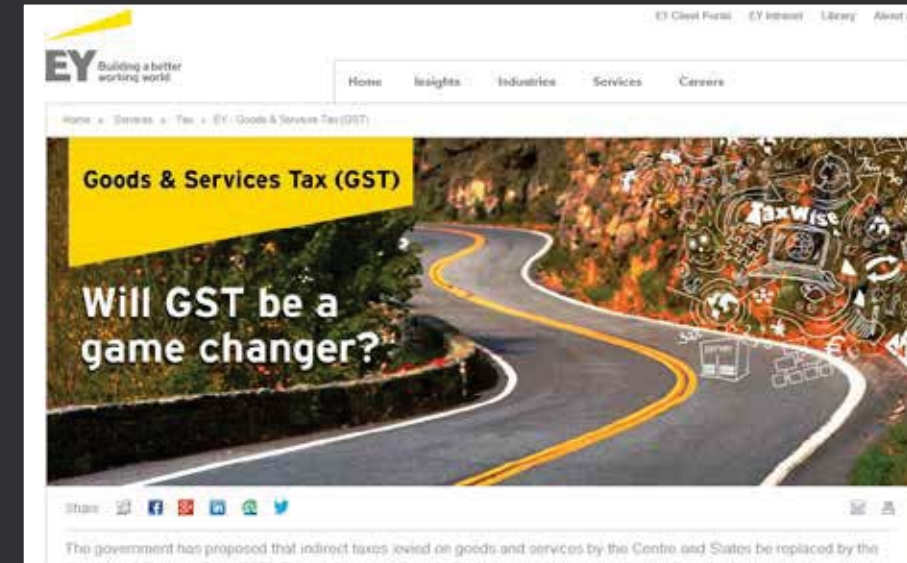 EY Client Portal EY Intranet Library About
EY Building a better
working world
Home Insights Industries Services Careers
Home Services Tax EY - Goods & Services Tax (GST)
Goods & Services Tax (GST)
Will GST be a
game changer?
TaxWise
Share
The government has proposed that indirect taxes levied on goods and services by the Centre and States be replaced by the